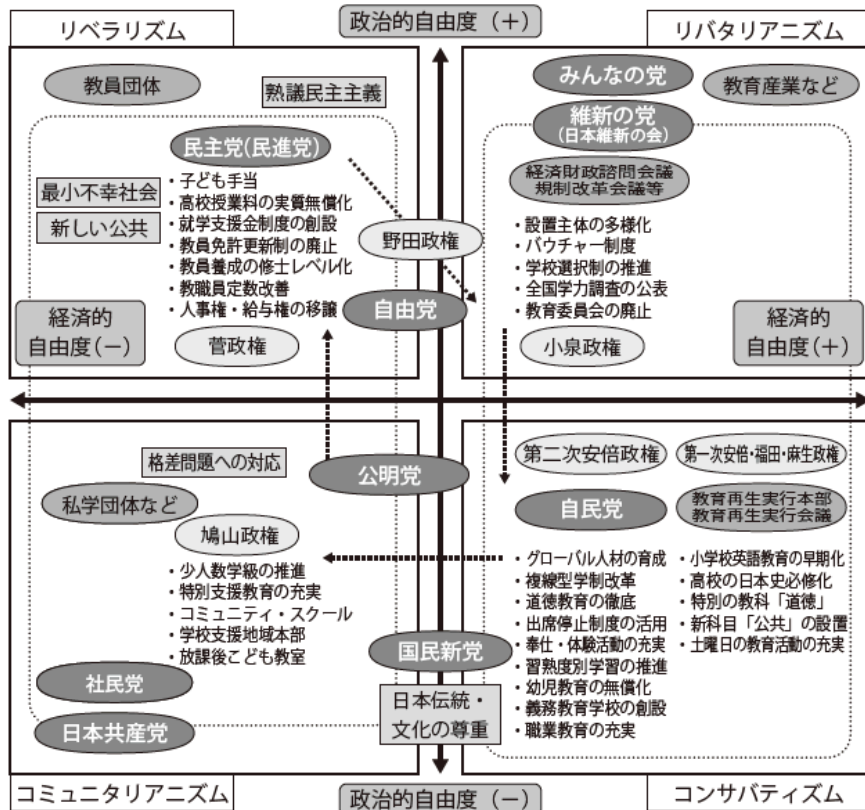 リベラリズム
政治的自由度（＋）
リバタリアニズム
教員団体
熟議民主主義
民主党(民進党)
最小不幸社会
新しい公共
・子ども手当
・高校授業料の実質無償化
・就学支援金制度の創設
・教員免許更新制の廃止
・教員養成の修士レベル化
・教職員定数改善
・人事権・給与権の移譲
経済的
自由度(－)
菅政権
野田政権
自由党
みんなの党
教育産業など
維新の党
(日本維新の会)
経済財政諮問会議
規制改革会議等
・設置主体の多様化
・バウチャー制度
・学校選択制の推進
・全国学力調査の公表
・教育委員会の廃止
小泉政権
経済的
自由度(＋)
格差問題への対応
公明党
私学団体など
鳩山政権
・少人数学級の推進
・特別支援教育の充実
・コミュニティ・スクール
・学校支援地域本部
・放課後こども教室
国民新党
社民党
日本共産党
日本伝統・
文化の尊重
第二次安倍政権
第一次安倍・福田・麻生政権
自民党
教育再生実行本部
教育再生実行会議
・グローバル人材の育成
・複線型学制改革
・道徳教育の徹底
・出席停止制度の活用
・奉仕・体験活動の充実
・習熟度別学習の推進
・幼児教育の無償化
・義務教育学校の創設
・職業教育の充実
・小学校英語教育の早期化
・高校の日本史必修化
・特別の教科「道徳」
・新科目「公共」の設置
・土曜日の教育活動の充実
コミュニタリアニズム
政治的自由度（－）
コンサバティズム